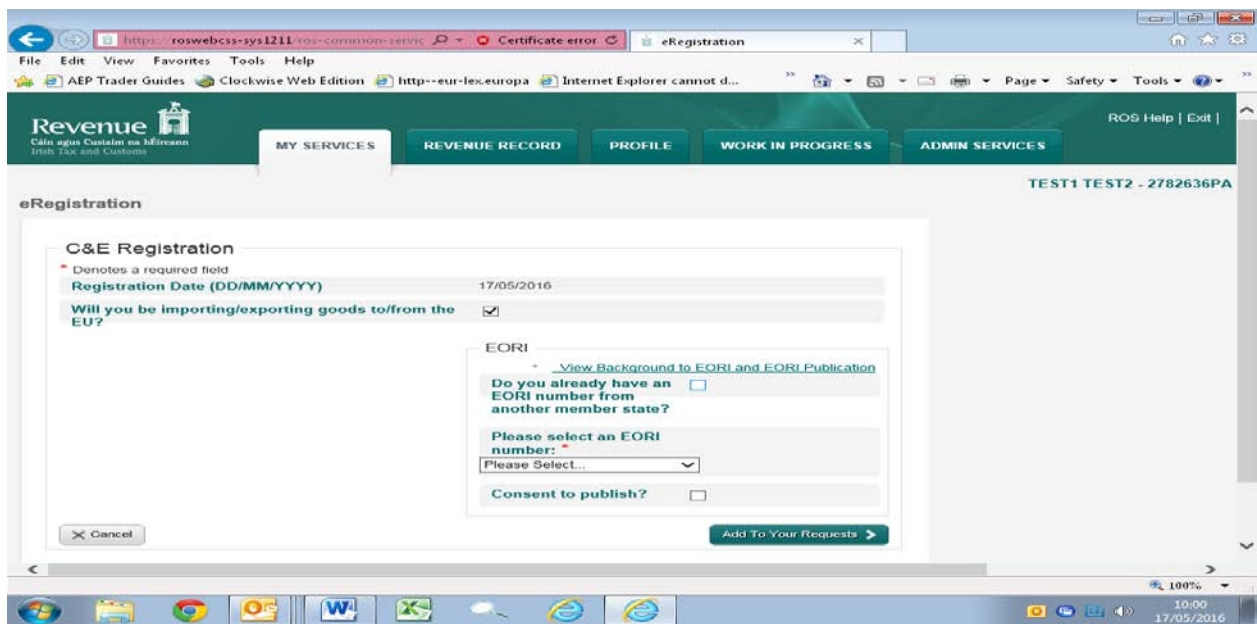 https://roswebcss-sys1211/ros-common-servic
Certificate error
eRegistration
File Edit View Favorites Tools Help
AEP Trader Guides Clockwise Web Edition http--eur-lex.europa Internet Explorer cannot d...
Page Safety Tools
Revenue
Cáin agus Custaim na hÉireann
Irish Tax and Customs
MY SERVICES REVENUE RECORD PROFILE WORK IN PROGRESS ADMIN SERVICES
ROS Help | Exit |
TEST1 TEST2 - 2782636PA
eRegistration
C&E Registration
* Denotes a required field
Registration Date (DD/MM/YYYY) 17/05/2016
Will you be importing/exporting goods to/from the
EU?
EORI
View Background to EORI and EORI Publication
Do you already have an
EORI number from
another member state?
Please select an EORI
number: *
Please Select...
Consent to publish?
Cancel
Add To Your Requests
100%
10:00
17/05/2016